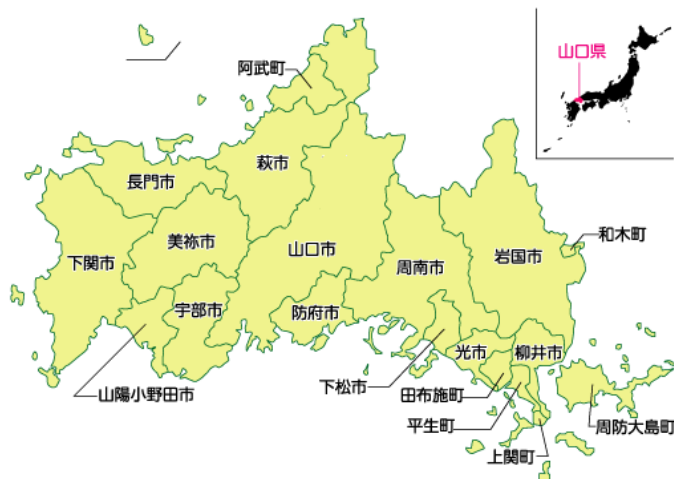 山口県
阿武町
萩市
長門市
和木町
美祢市
山口市
岩国市
下関市
周南市
宇部市
防府市
光市
柳井市
下松市
山陽小野田市
田布施町
平生町
周防大島町
上関町